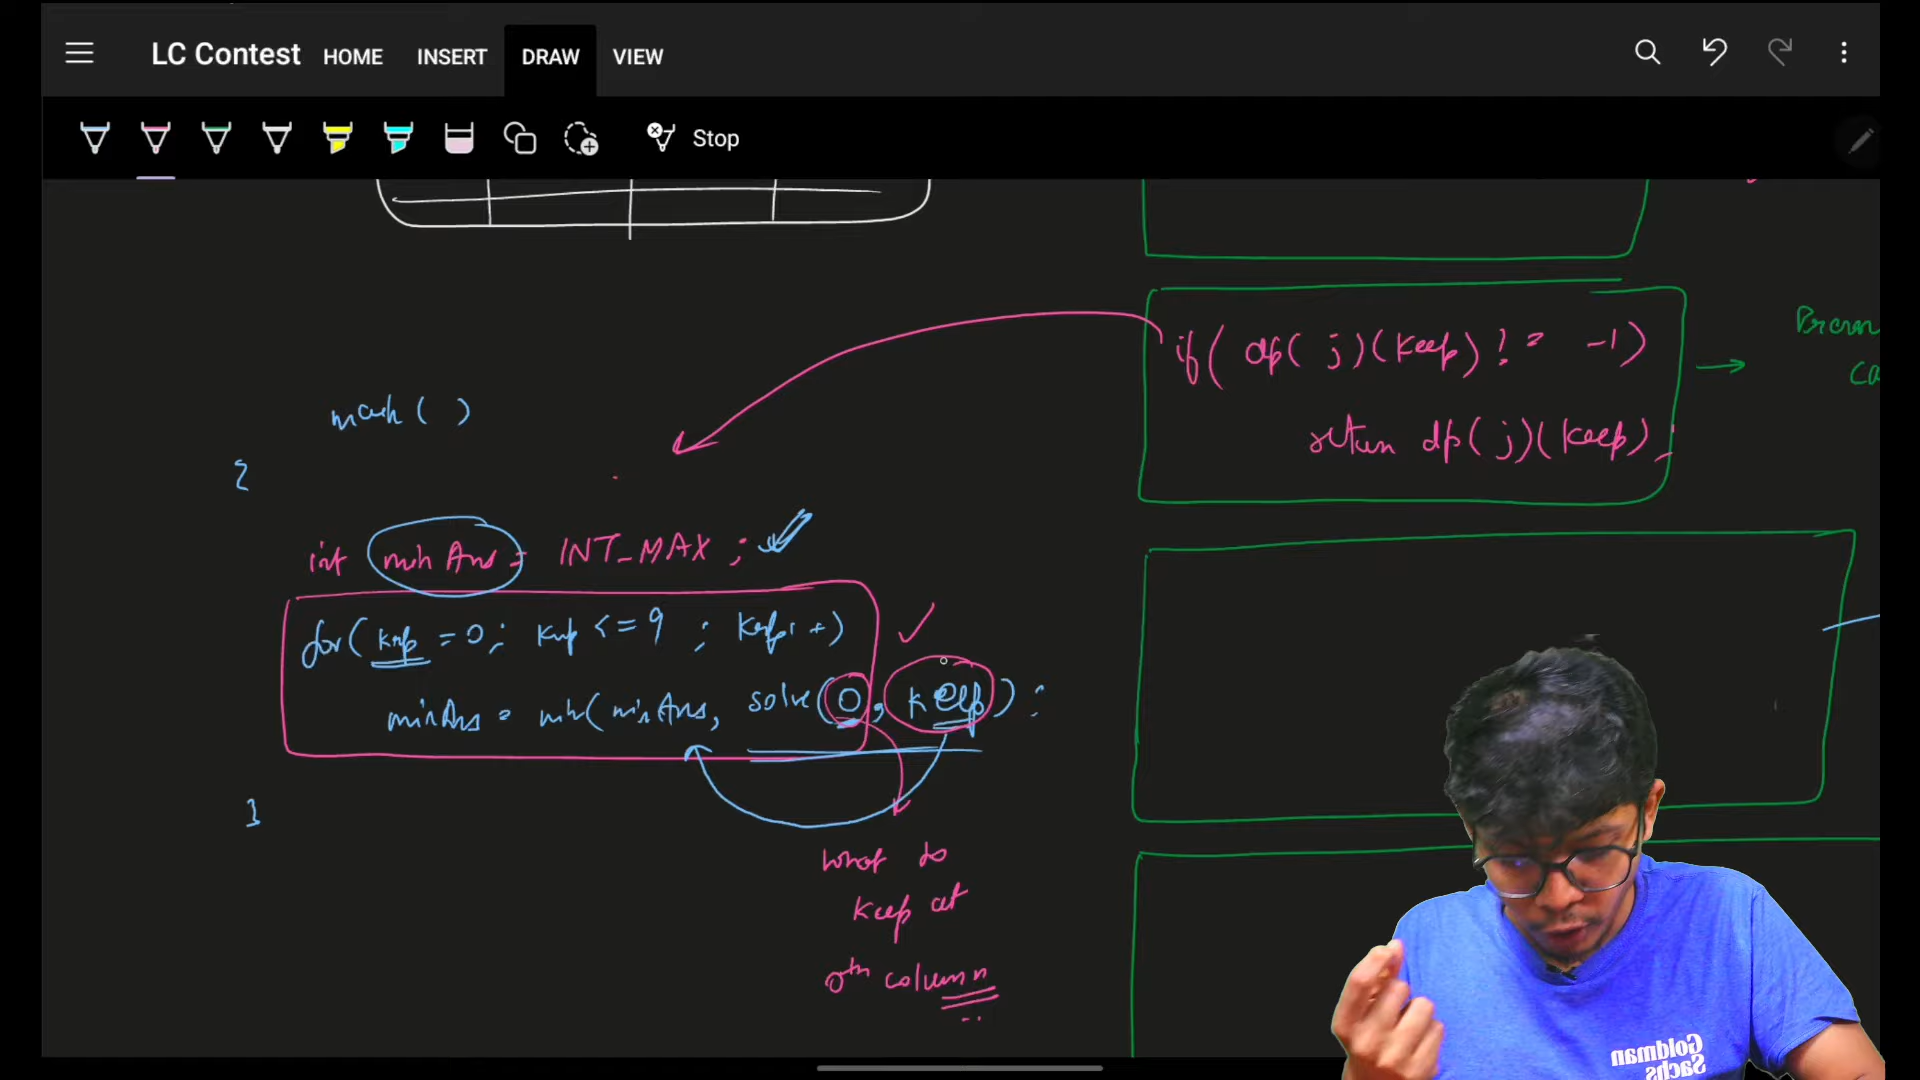 LC Contest HOME INSERT DRAW VIEW
Stop
if( dp( j)(keep) != -1)
return dp( j)(keep);
main( )
{
int minAns = INT_MAX ;
for( keep =0; keep <=9 ; keep++)
minAns = min( minAns, solve( 0, keep) ;
}
what to
keep at
0th column
Goldman
Sachs